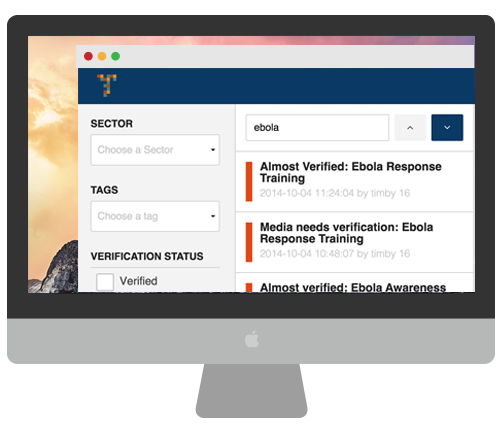 SECTOR
Choose a Sector
TAGS
Choose a tag
VERIFICATION STATUS
Verified
ebola
Almost Verified: Ebola Response
Training
2014-10-04 11:24:04 by timby 16
Media needs verification: Ebola
Response Training
2014-10-04 10:48:07 by timby 16
Almost verified: Ebola Awareness